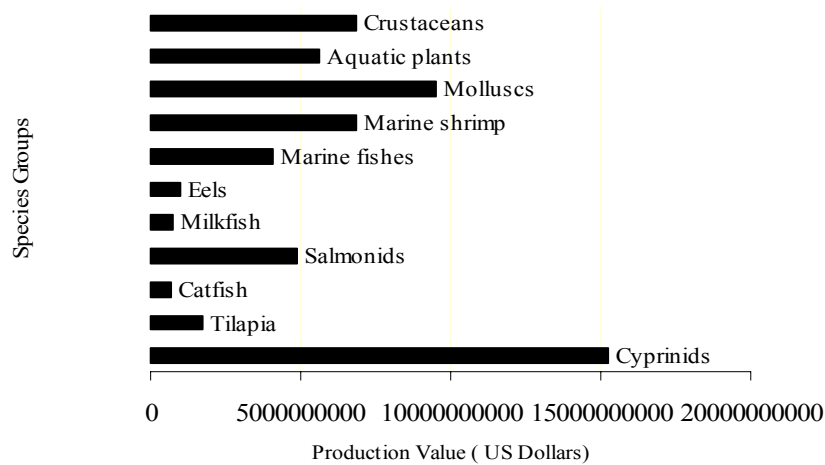 Crustaceans
Aquatic plants
Molluscs
Marine shrimp
Marine fishes
Eels
Milkfish
Salmonids
Catfish
Tilapia
Cyprinids
Species Groups
0 5000000000 10000000000 15000000000 20000000000
Production Value ( US Dollars)